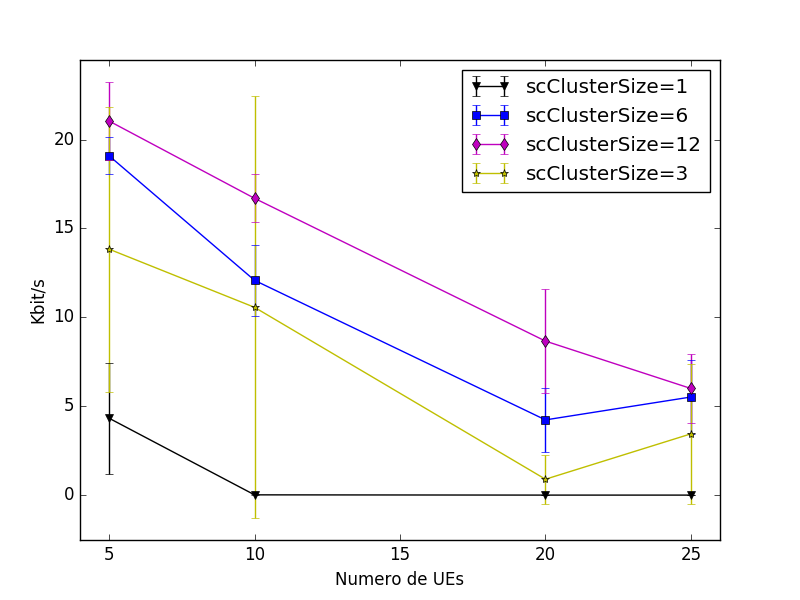 scClusterSize=1
scClusterSize=6
scClusterSize=12
scClusterSize=3
20
15
10
5
0
Kbit/s
5 10 15 20 25
Numero de UEs